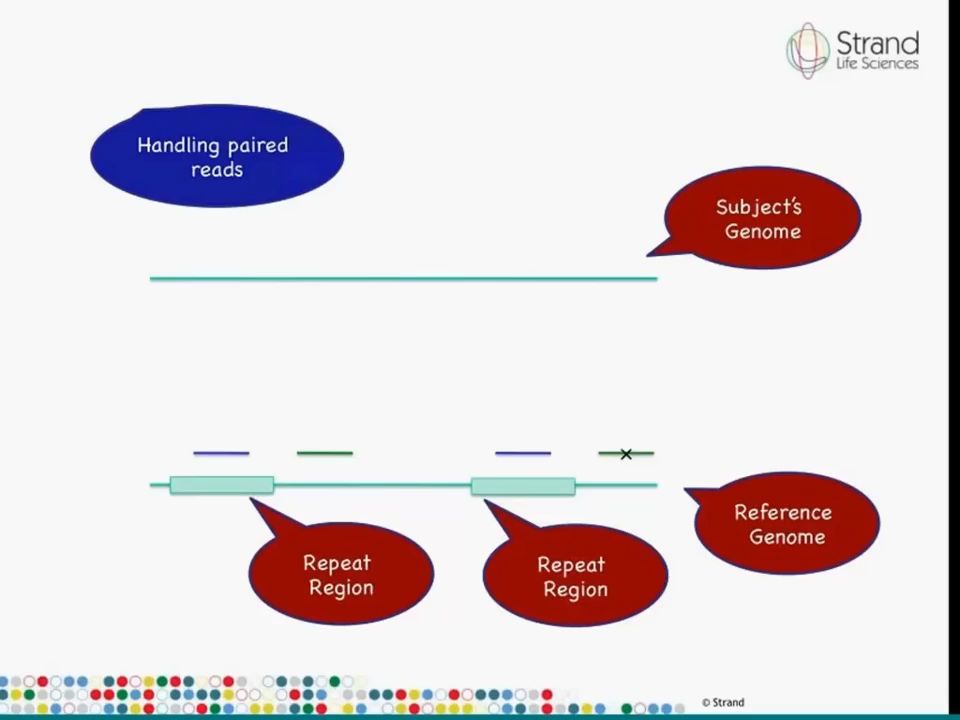 Strand
Life Sciences
Handling paired
reads
Subject's
Genome
Reference
Genome
Repeat
Region
Repeat
Region
© Strand